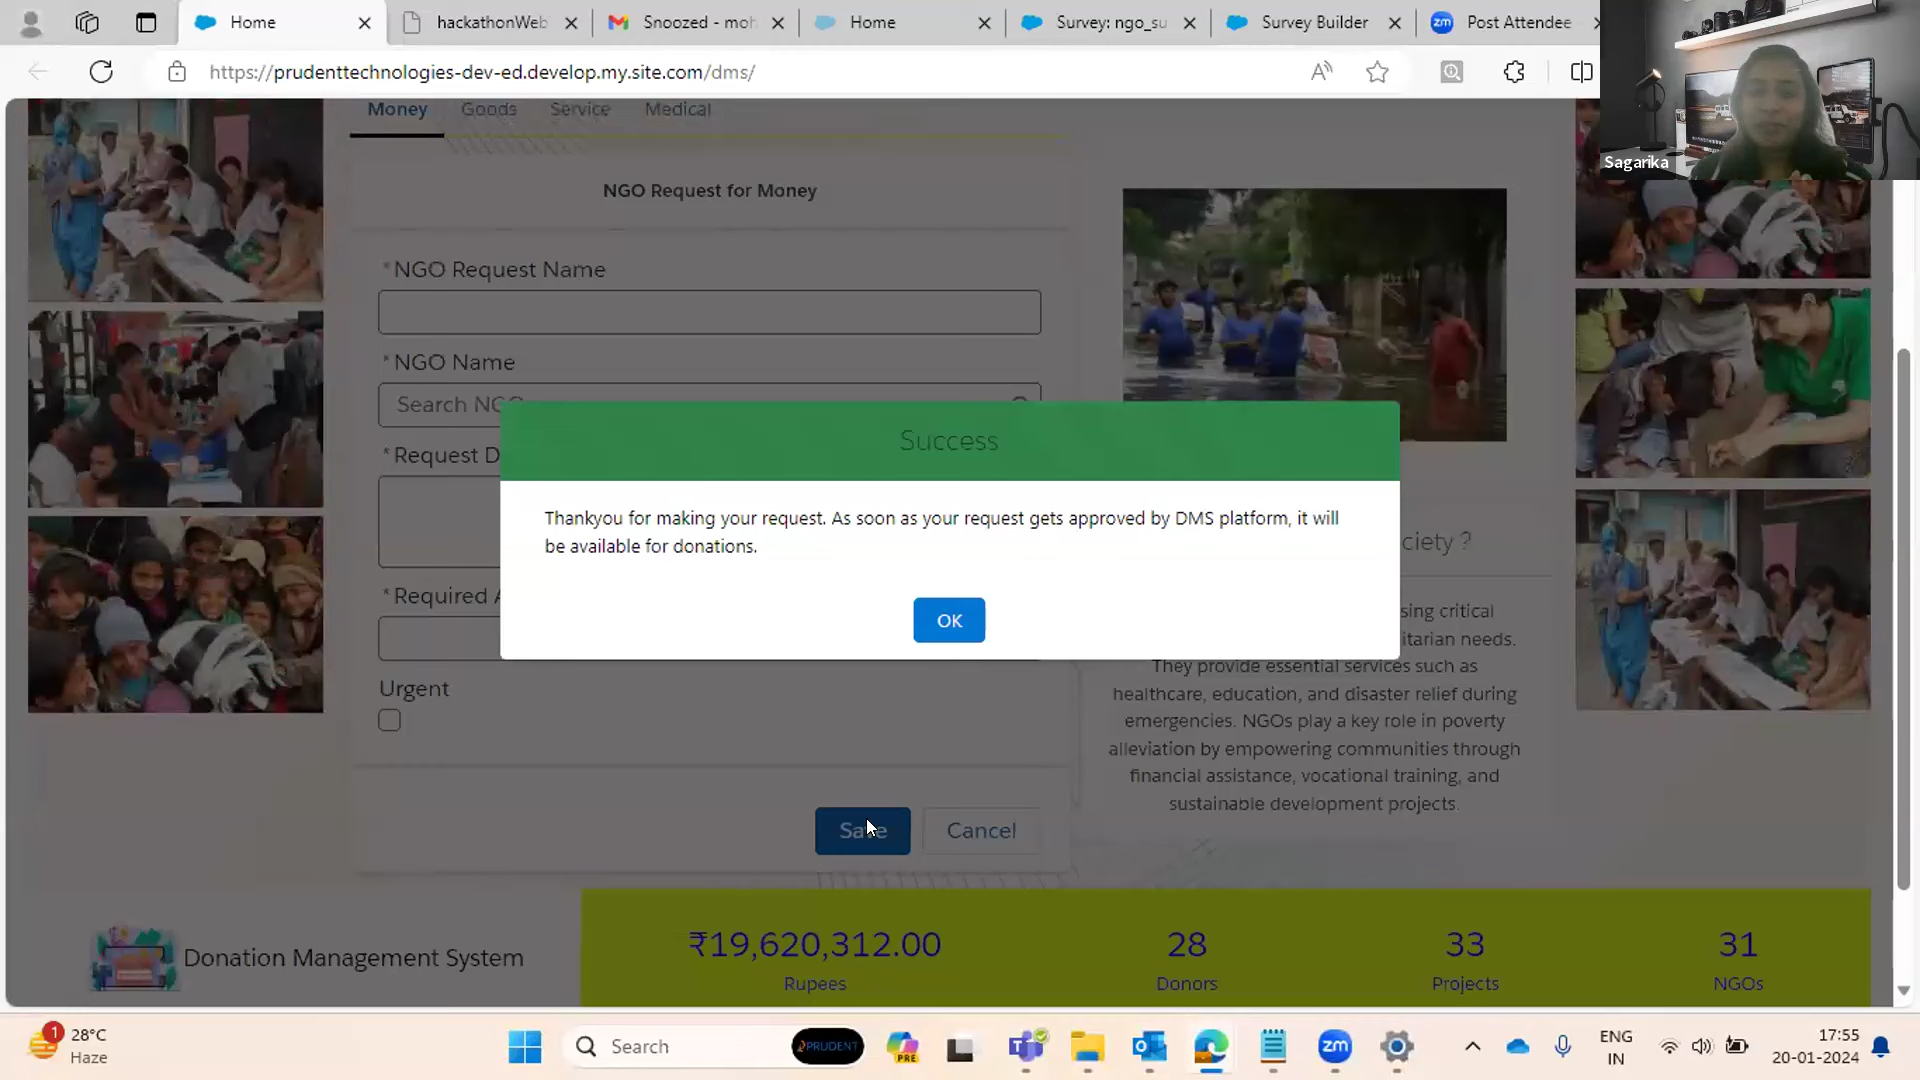 Home
hackathonWeb
Snoozed - moh
Home
Survey: ngo_su
Survey Builder
zm
Post Attendee
https://prudenttechnologies-dev-ed.develop.my.site.com/dms/
Sagarika
Money
Goods
Service
Medical
NGO Request for Money
*NGO Request Name
*NGO Name
Search NGO
*Request D
*Required A
Urgent
Save
Cancel
Success
Thankyou for making your request. As soon as your request gets approved by DMS platform, it will
be available for donations.
OK
ciety ?
sing critical
itarian needs.
They provide essential services such as
healthcare, education, and disaster relief during
emergencies. NGOs play a key role in poverty
alleviation by empowering communities through
financial assistance, vocational training, and
sustainable development projects.
Donation Management System
₹19,620,312.00
Rupees
28
Donors
33
Projects
31
NGOs
1
28°C
Haze
Search
PRUDENT
PRE
zm
ENG
IN
17:55
20-01-2024